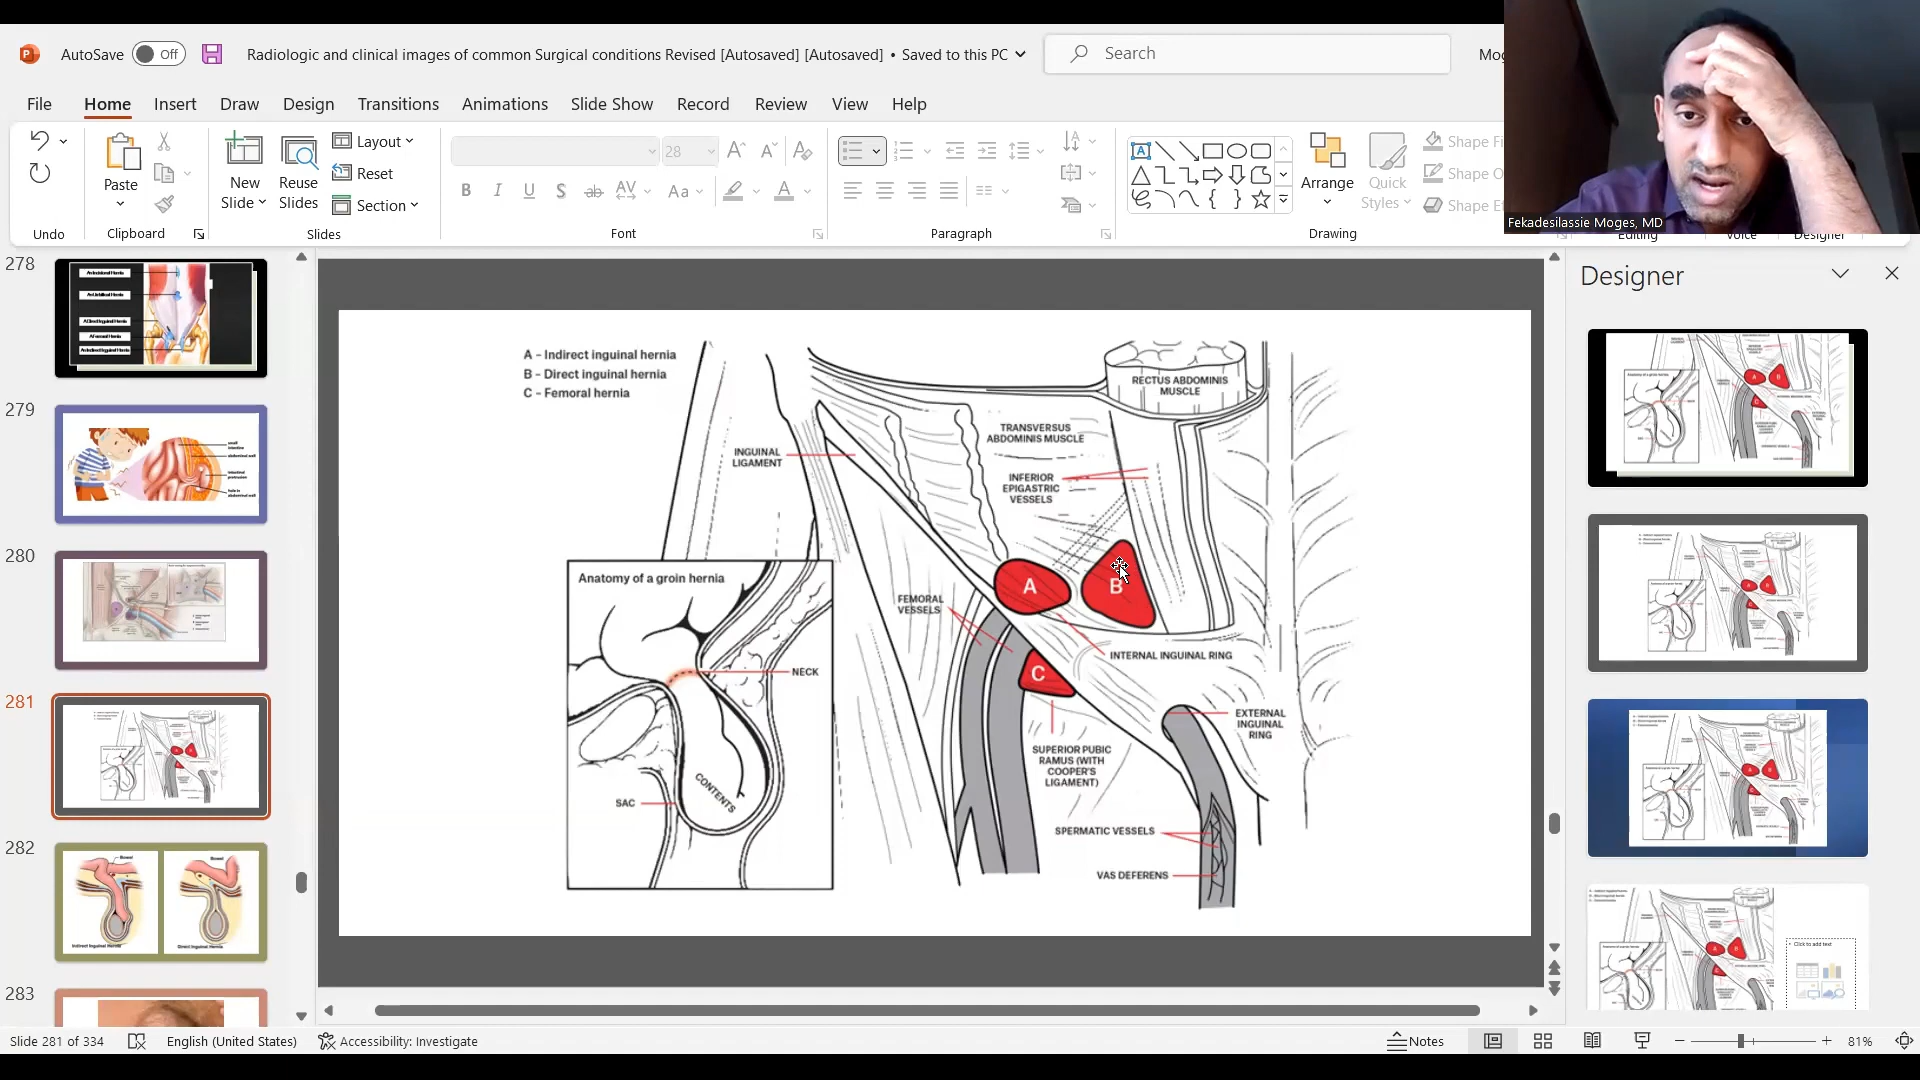 AutoSave Off
Radiologic and clinical images of common Surgical conditions Revised [Autosaved] [Autosaved] • Saved to this PC
Search
File Home Insert Draw Design Transitions Animations Slide Show Record Review View Help
Fekadesilassie Moges, MD
Undo
Paste
Clipboard
New Slide
Reuse Slides
Layout
Reset
Section
Slides
28
Font
Paragraph
Drawing
Arrange
Quick Styles
Designer
278
279
280
281
282
283
A – Indirect inguinal hernia
B – Direct inguinal hernia
C – Femoral hernia
RECTUS ABDOMINIS
MUSCLE
TRANSVERSUS
ABDOMINIS MUSCLE
INGUINAL
LIGAMENT
INFERIOR
EPIGASTRIC
VESSELS
A
B
C
FEMORAL
VESSELS
INTERNAL INGUINAL RING
EXTERNAL
INGUINAL
RING
SUPERIOR PUBIC
RAMUS (WITH
COOPER'S
LIGAMENT)
SPERMATIC VESSELS
VAS DEFERENS
Anatomy of a groin hernia
NECK
CONTENTS
SAC
Slide 281 of 334
English (United States)
Accessibility: Investigate
Notes
81%